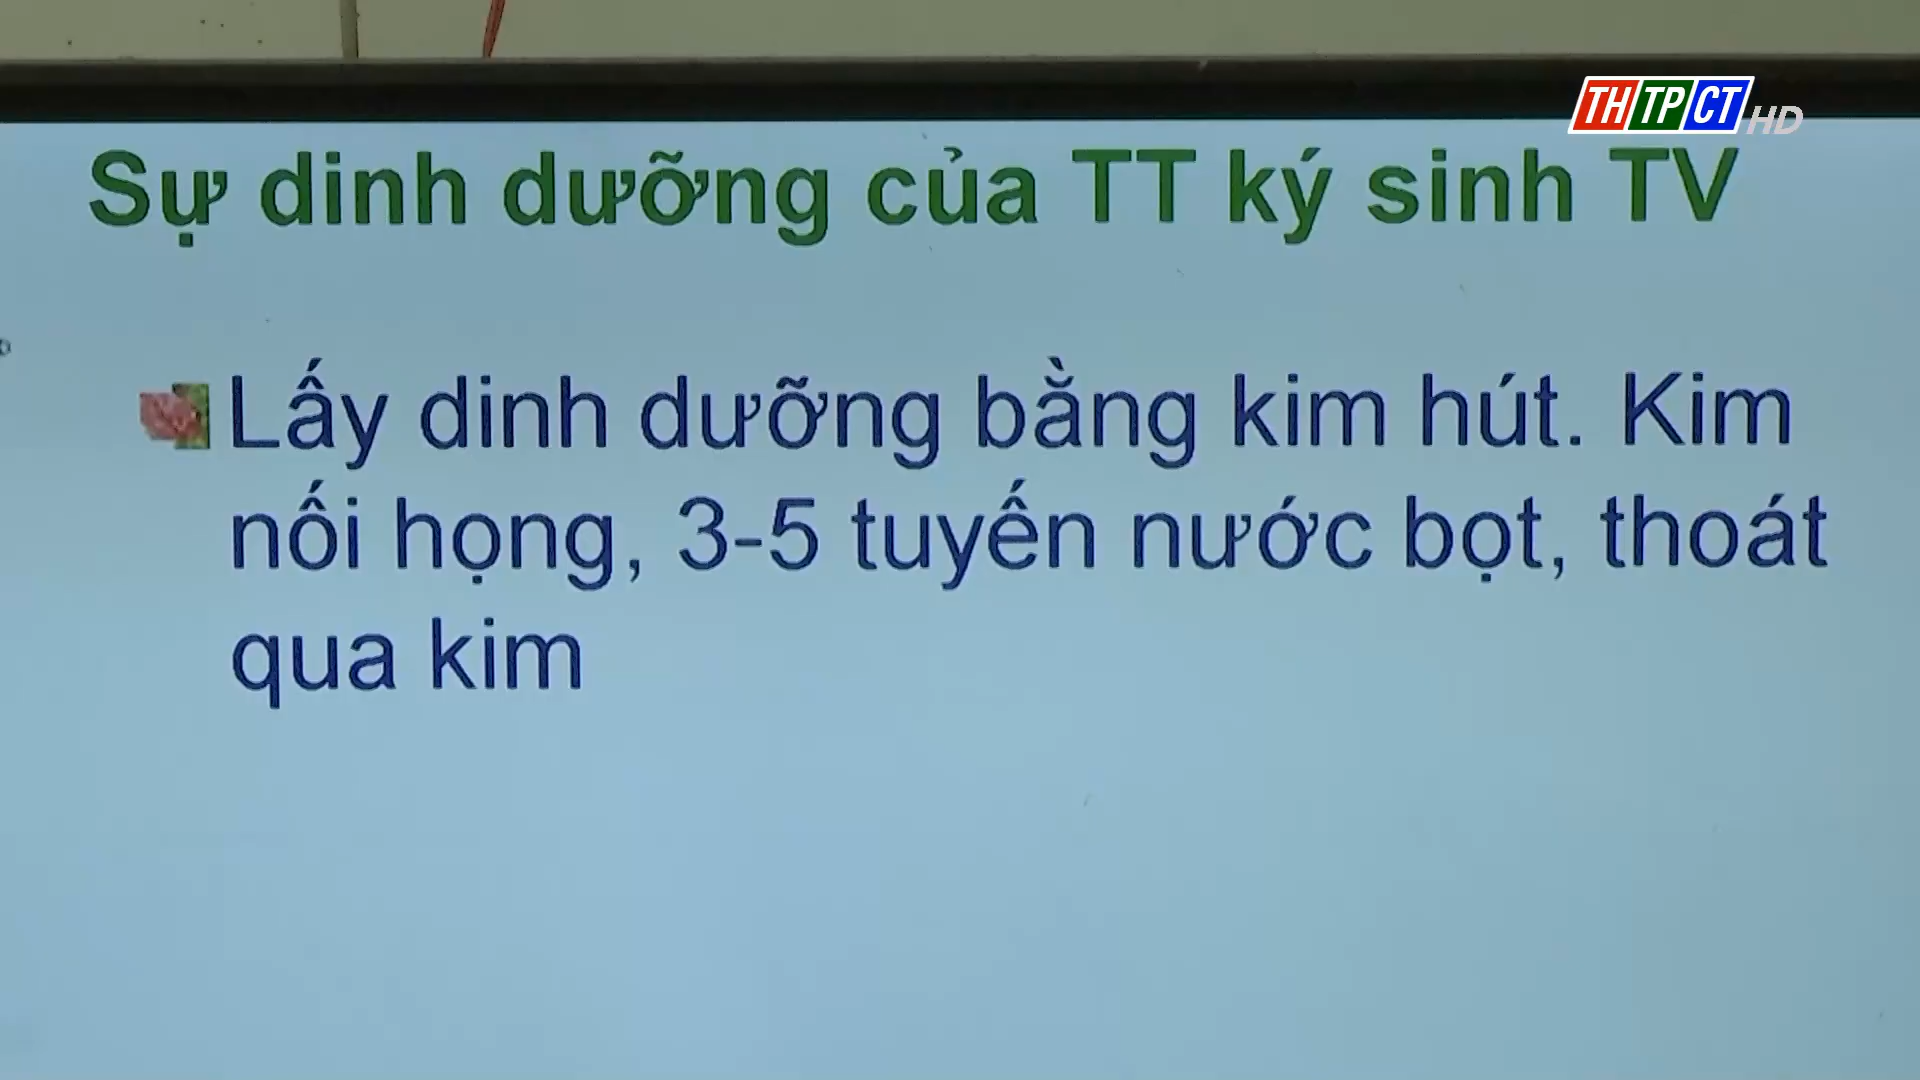 THTPCT HD
Sự dinh dưỡng của TT ký sinh TV
Lấy dinh dưỡng bằng kim hút. Kim
nối họng, 3-5 tuyến nước bọt, thoát
qua kim